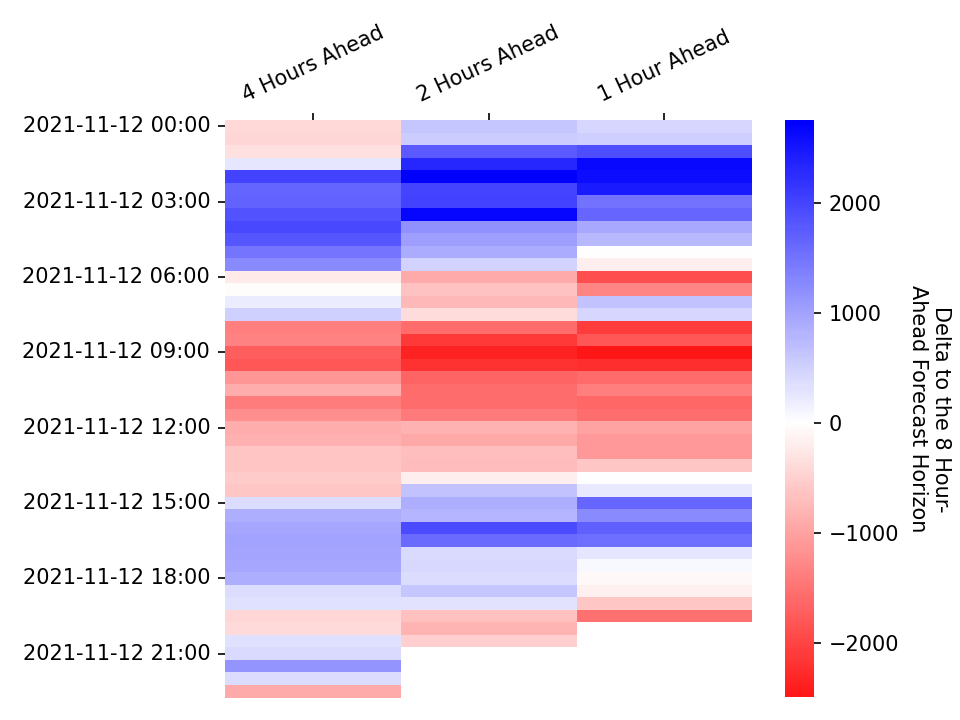 4 Hours Ahead
2 Hours Ahead
1 Hour Ahead
2021-11-12 00:00
2021-11-12 03:00
2021-11-12 06:00
2021-11-12 09:00
2021-11-12 12:00
2021-11-12 15:00
2021-11-12 18:00
2021-11-12 21:00
2000
1000
0
−1000
−2000
Delta to the 8 Hour-
Ahead Forecast Horizon